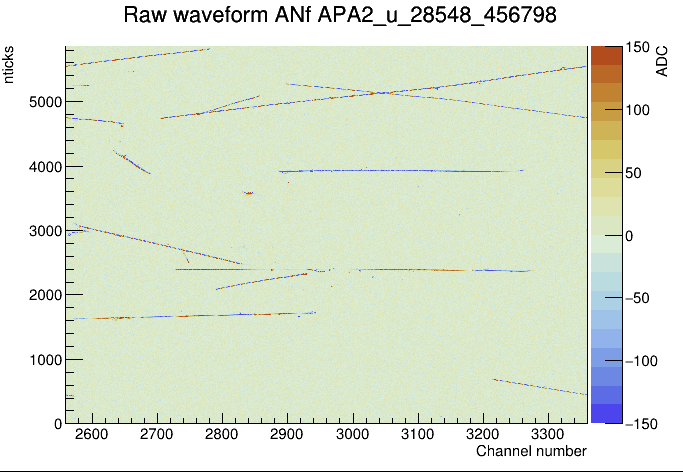 Raw waveform ANf APA2_u_28548_456798
nticks
5000
4000
3000
2000
1000
0
2600 2700 2800 2900 3000 3100 3200 3300
Channel number
150
100
50
0
−50
−100
−150
ADC